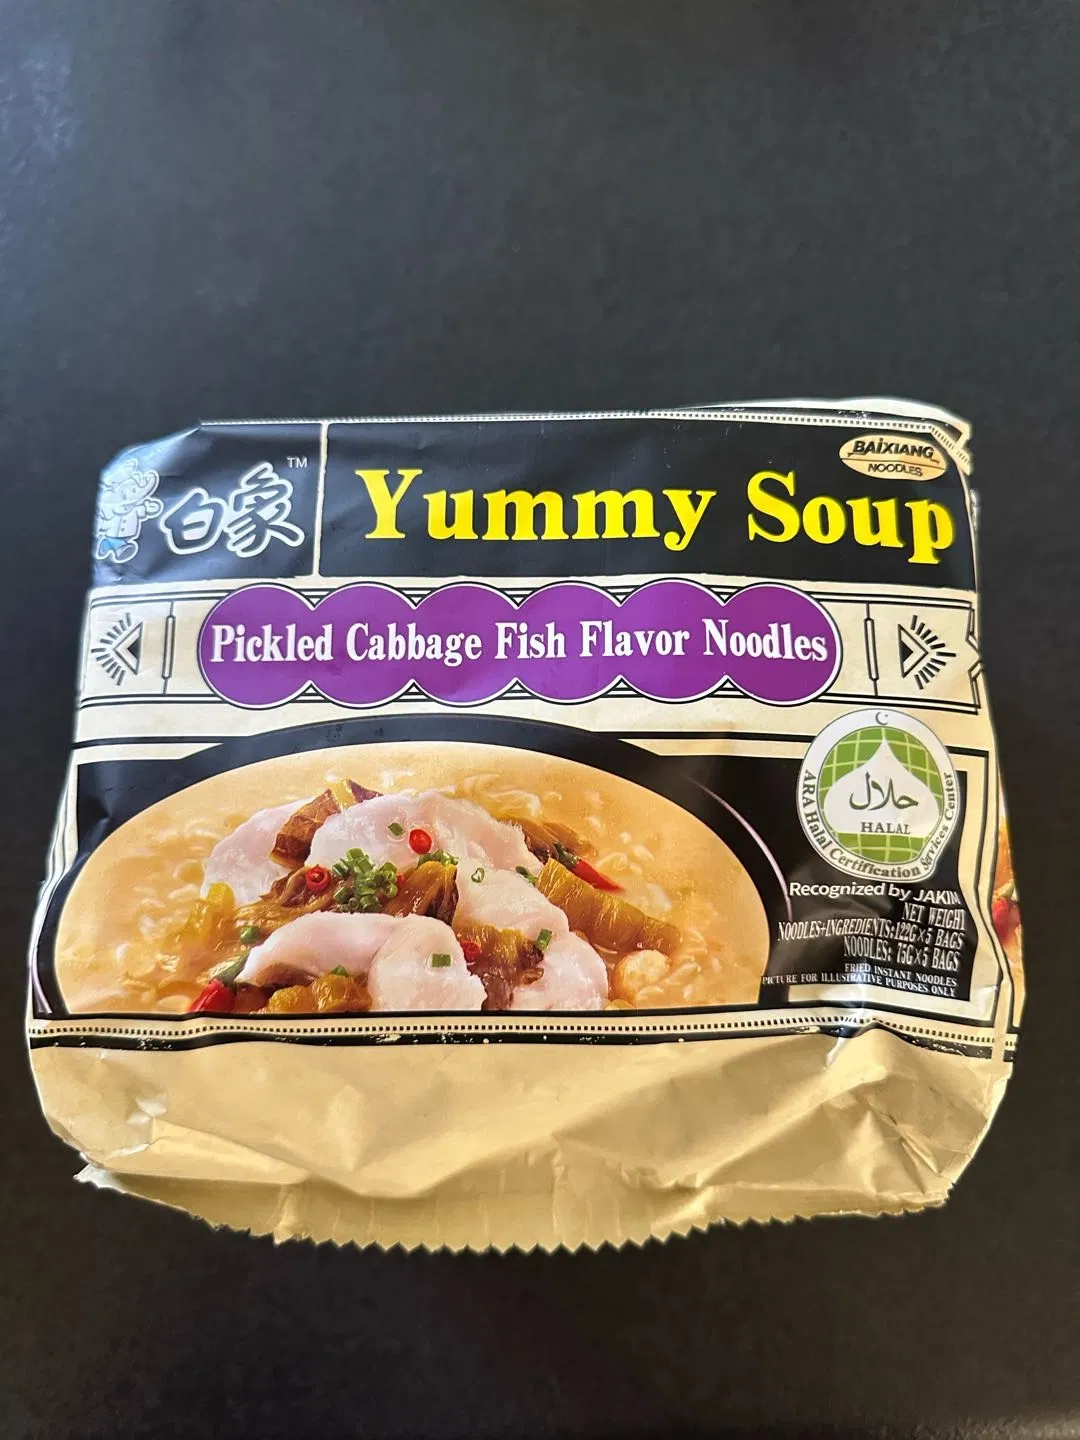 白象 TM
Yummy Soup
BAIXIANG
NOODLES
Pickled Cabbage Fish Flavor Noodles
حلال
HALAL
ARA Halal Certification Services Center
Recognized by JAKIM
NET WEIGHT
NOODLES+INGREDIENTS:122G×5 BAGS
NOODLES: 75G×5 BAGS
FRIED INSTANT NOODLES
PICTURE FOR ILLUSTRATIVE PURPOSES ONLY